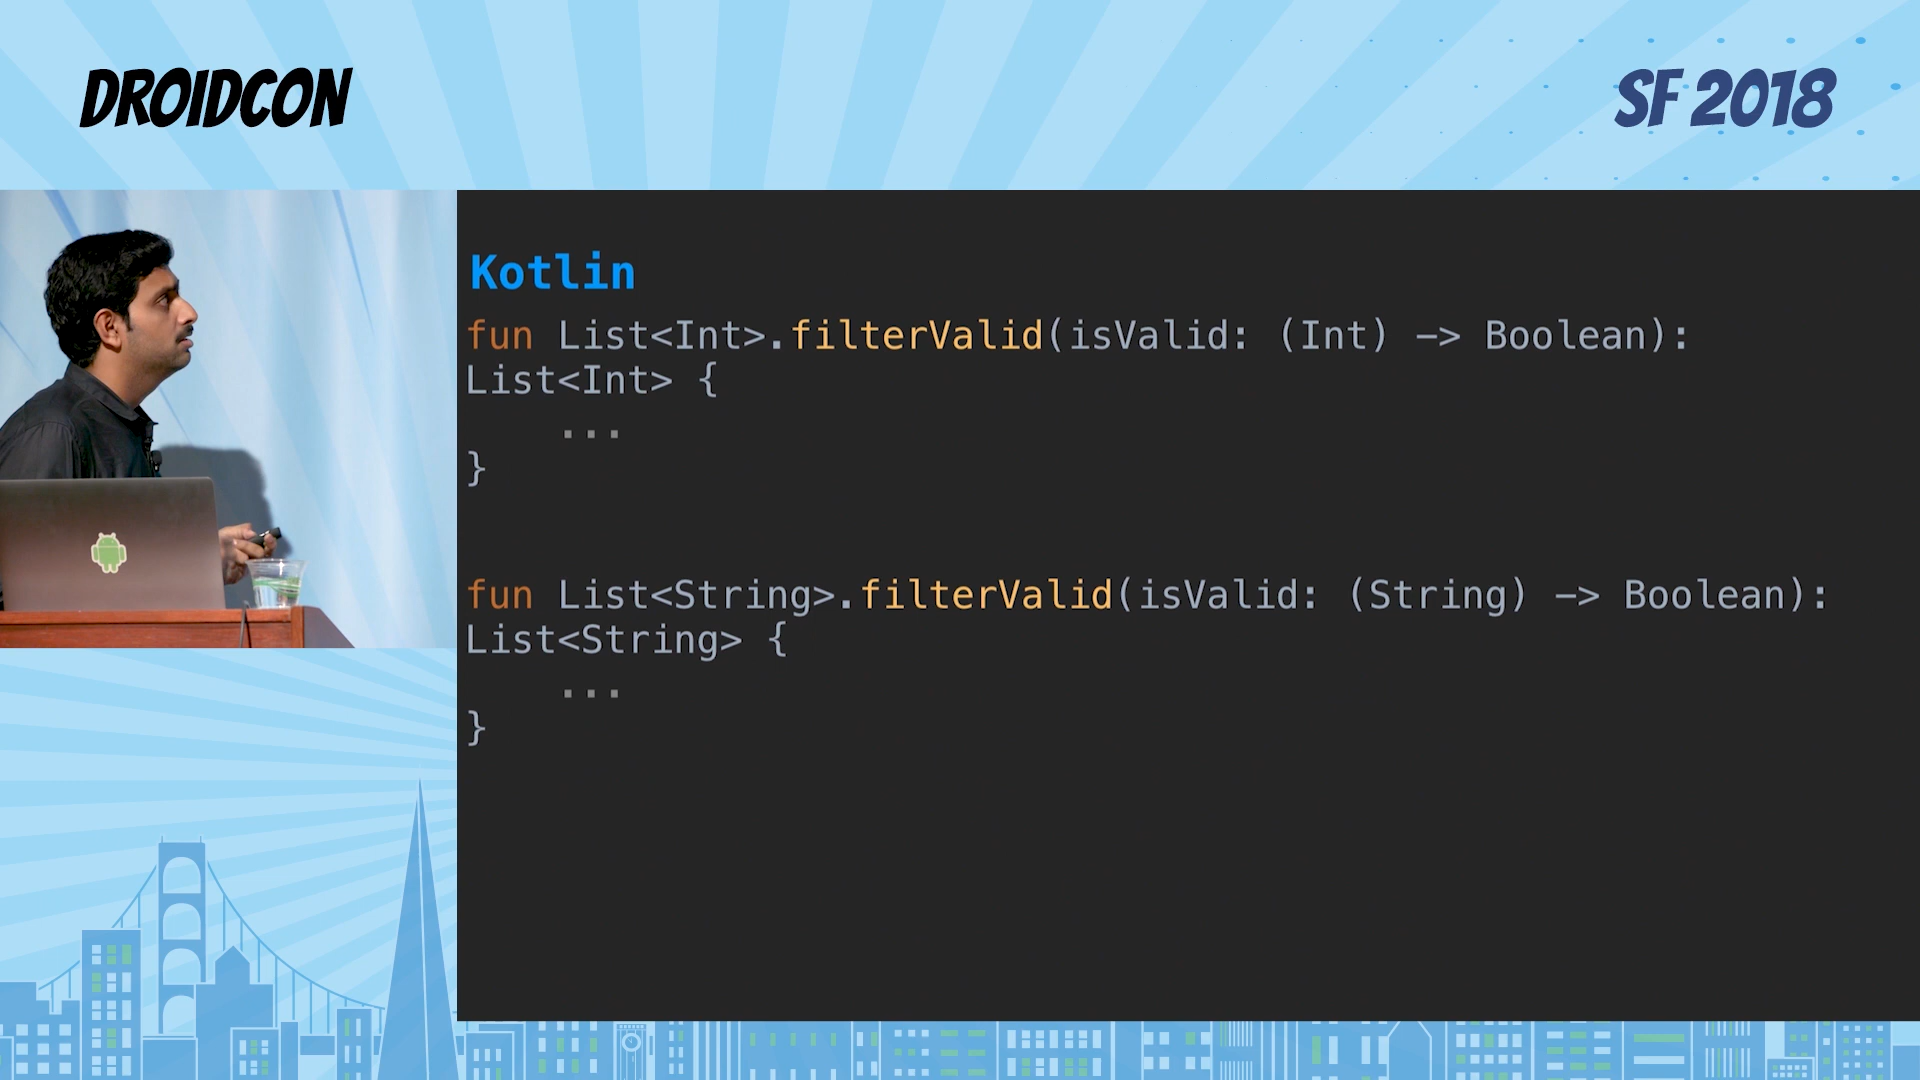 DROIDCON
SF 2018
Kotlin
fun List<Int>.filterValid(isValid: (Int) -> Boolean):
List<Int> {
    ...
}
fun List<String>.filterValid(isValid: (String) -> Boolean):
List<String> {
    ...
}